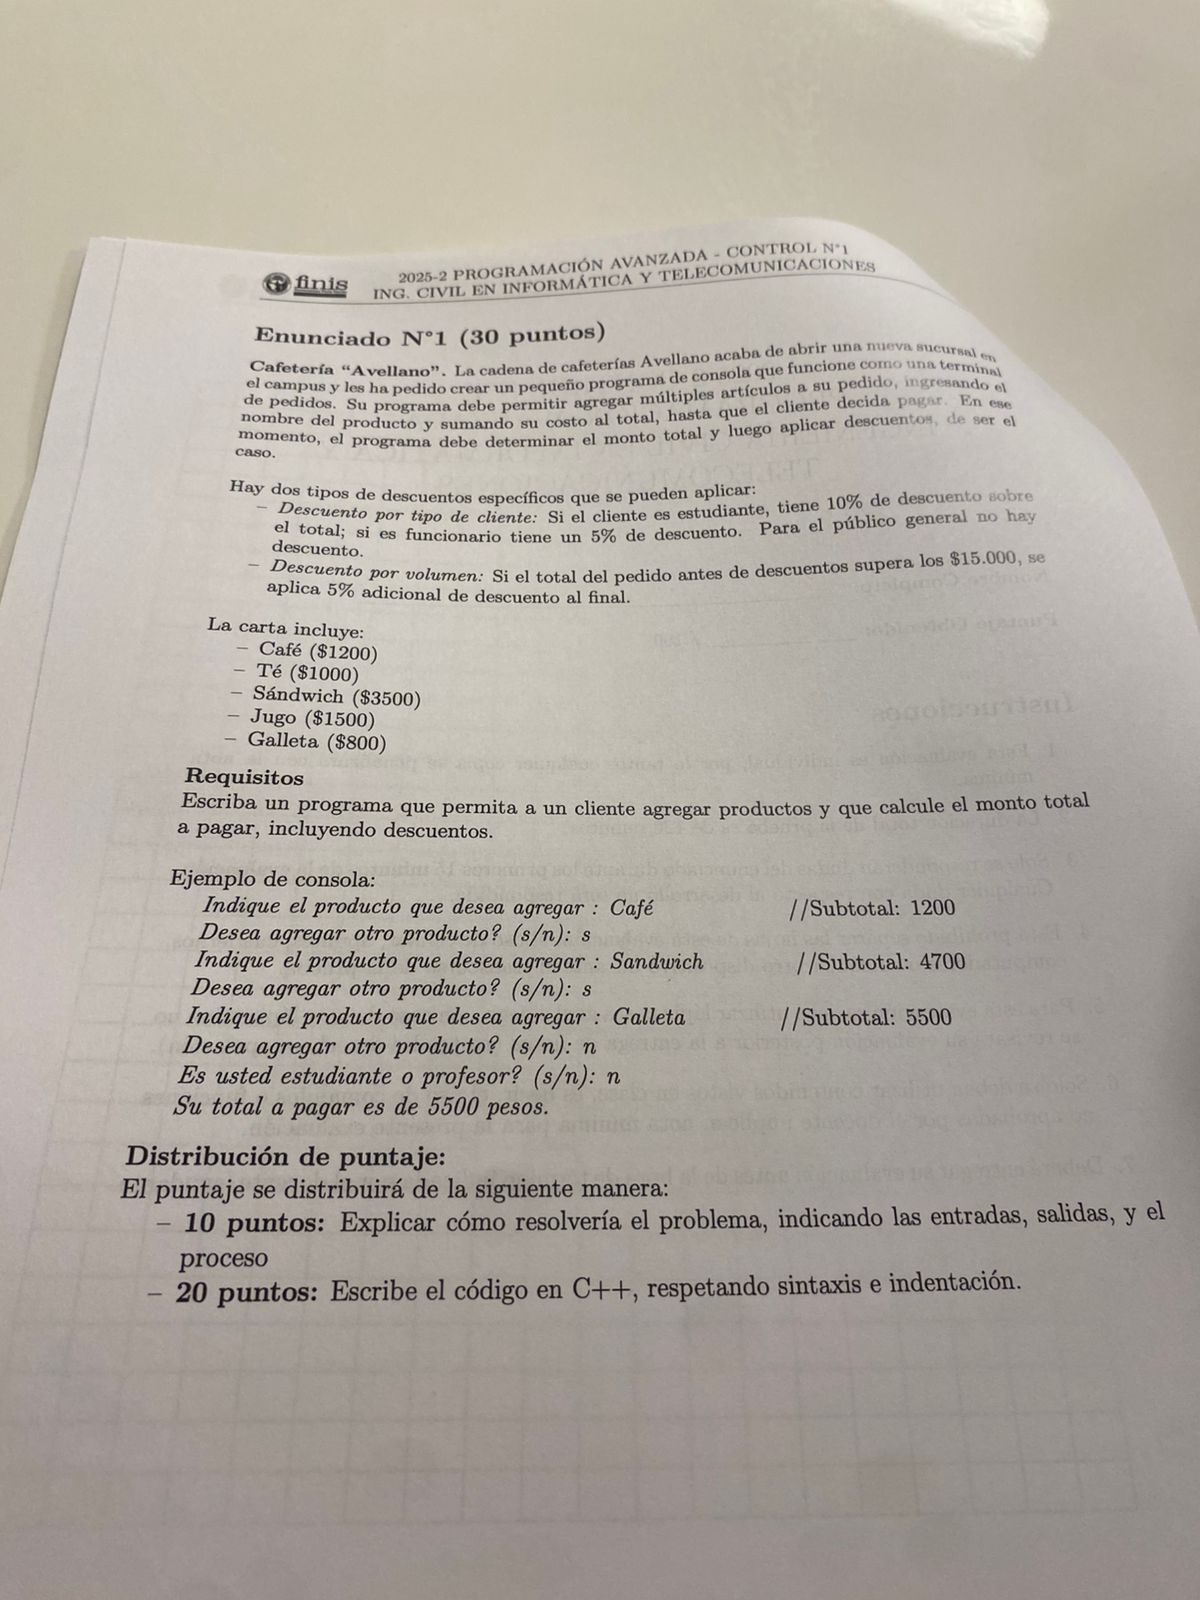 finis
2025-2 PROGRAMACIÓN AVANZADA - CONTROL N°1
ING. CIVIL EN INFORMÁTICA Y TELECOMUNICACIONES
Enunciado N°1 (30 puntos)
Cafetería “Avellano”. La cadena de cafeterías Avellano acaba de abrir una nueva sucursal en
el campus y les ha pedido crear un pequeño programa de consola que funcione como una terminal
de pedidos. Su programa debe permitir agregar múltiples artículos a su pedido, ingresando el
nombre del producto y sumando su costo al total, hasta que el cliente decida pagar. En ese
momento, el programa debe determinar el monto total y luego aplicar descuentos, de ser el
caso.
Hay dos tipos de descuentos específicos que se pueden aplicar:
– Descuento por tipo de cliente: Si el cliente es estudiante, tiene 10% de descuento sobre
el total; si es funcionario tiene un 5% de descuento. Para el público general no hay
descuento.
– Descuento por volumen: Si el total del pedido antes de descuentos supera los $15.000, se
aplica 5% adicional de descuento al final.
La carta incluye:
– Café ($1200)
– Té ($1000)
– Sándwich ($3500)
– Jugo ($1500)
– Galleta ($800)
Requisitos
Escriba un programa que permita a un cliente agregar productos y que calcule el monto total
a pagar, incluyendo descuentos.
Ejemplo de consola:
Indique el producto que desea agregar : Café //Subtotal: 1200
Desea agregar otro producto? (s/n): s
Indique el producto que desea agregar : Sandwich //Subtotal: 4700
Desea agregar otro producto? (s/n): s
Indique el producto que desea agregar : Galleta //Subtotal: 5500
Desea agregar otro producto? (s/n): n
Es usted estudiante o profesor? (s/n): n
Su total a pagar es de 5500 pesos.
Distribución de puntaje:
El puntaje se distribuirá de la siguiente manera:
– 10 puntos: Explicar cómo resolvería el problema, indicando las entradas, salidas, y el
proceso
– 20 puntos: Escribe el código en C++, respetando sintaxis e indentación.